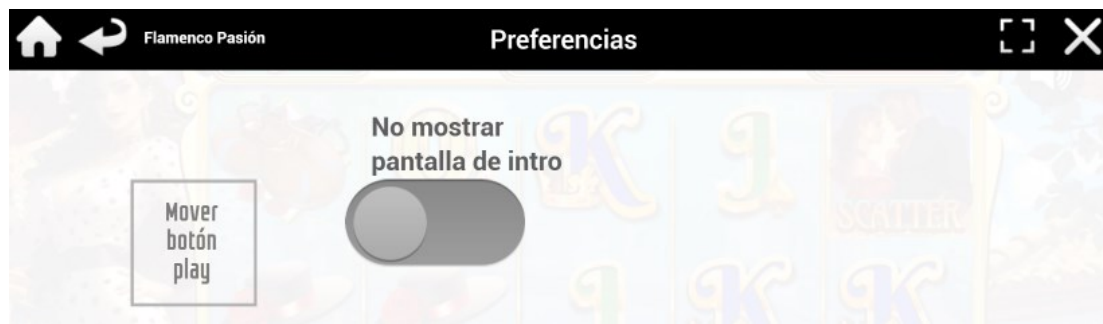 Flamenco Pasión
Preferencias
No mostrar
pantalla de intro
Mover
botón
play
K
J
SCATTER
J
K
K